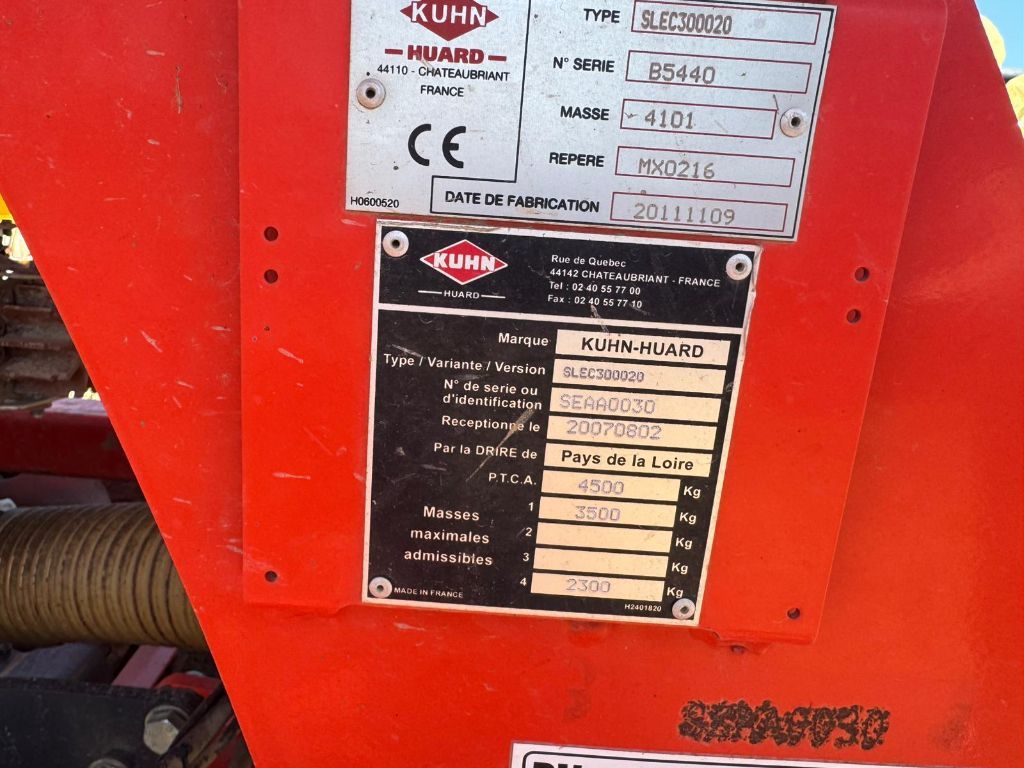 KUHN
HUARD
44110 - CHATEAUBRIANT
FRANCE
CE
H0600520
TYPE SLEC300020
N° SERIE B5440
MASSE 4101
REPERE MX0216
DATE DE FABRICATION 20111109
KUHN
HUARD
Rue de Quebec
44142 CHATEAUBRIANT - FRANCE
Tel : 02 40 55 77 00
Fax : 02 40 55 77 10
Marque KUHN-HUARD
Type / Variante / Version SLEC300020
N° de serie ou
d'identification SEAA0030
Receptionne le 20070802
Par la DRIRE de Pays de la Loire
P.T.C.A. 4500 Kg
Masses
maximales
admissibles
1 3500 Kg
2 Kg
3 Kg
4 2300 Kg
MADE IN FRANCE
H2401820